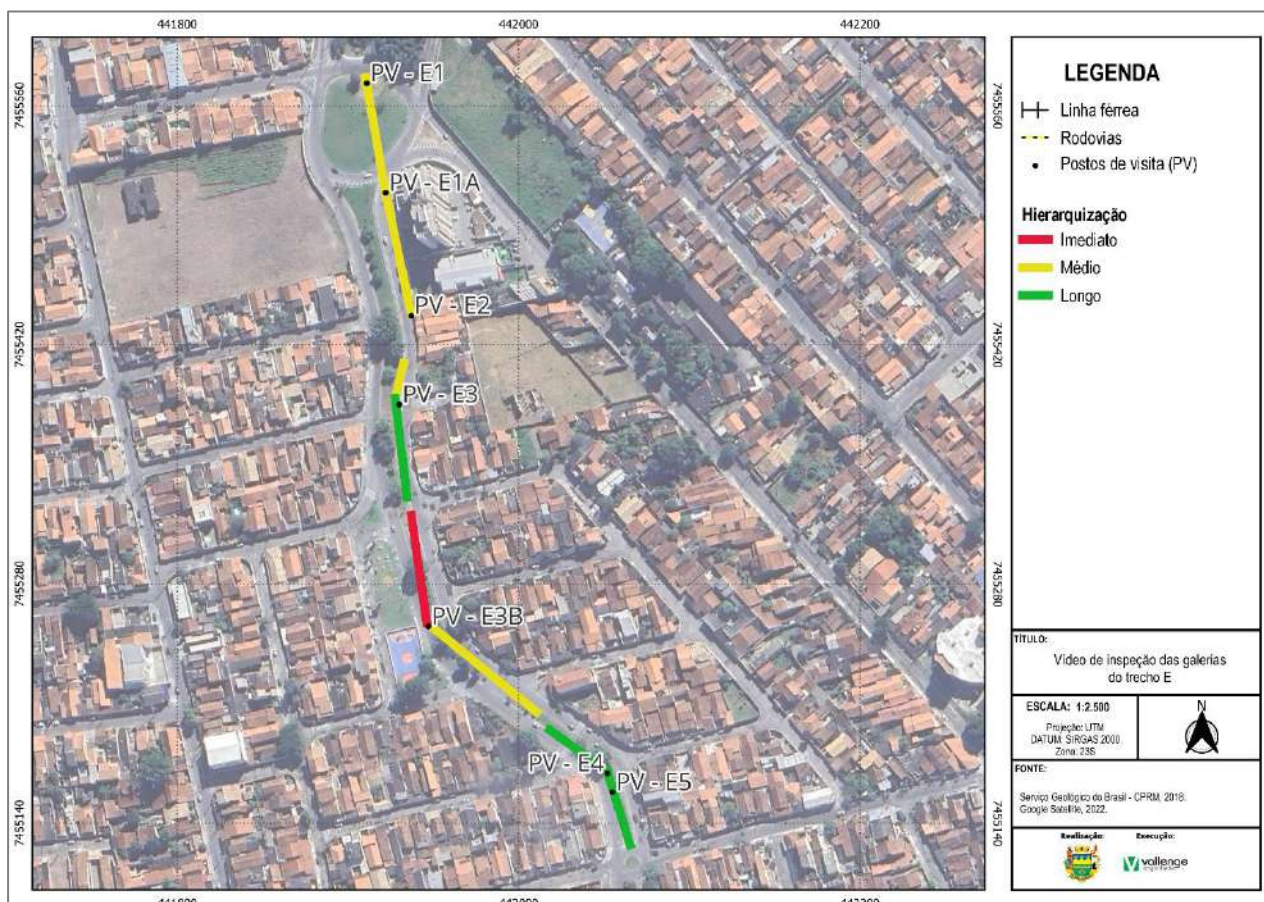 441800 442000 442200
7455560
7455560
PV - E1
PV - E1A
PV - E2
7455420
7455420
PV - E3
7455280
7455280
PV - E3B
PV - E4
PV - E5
7455140
7455140
441800 442000 442200
LEGENDA
Linha férrea
Rodovias
Postos de visita (PV)
Hierarquização
Imediato
Médio
Longo
TÍTULO:
Vídeo de inspeção das galerias
do trecho E
ESCALA: 1:2.500
Projeção: UTM
DATUM: SIRGAS 2000
Zona: 23S
N
FONTE:
Serviço Geológico do Brasil - CPRM, 2018.
Google Satellite, 2022.
Realização: Execução:
vallenge